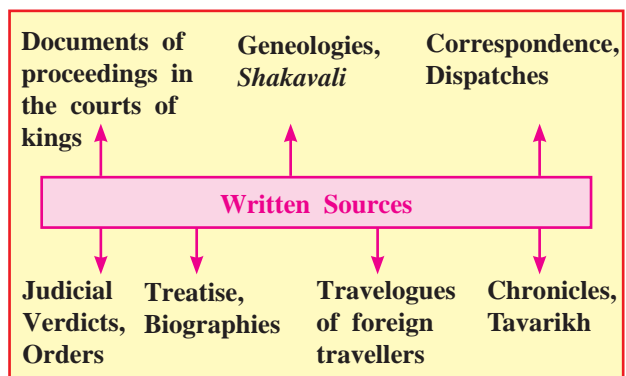 Documents of
proceedings in
the courts of
kings
Geneologies,
Shakavali
Correspondence,
Dispatches
Written Sources
Judicial
Verdicts,
Orders
Treatise,
Biographies
Travelogues
of foreign
travellers
Chronicles,
Tavarikh